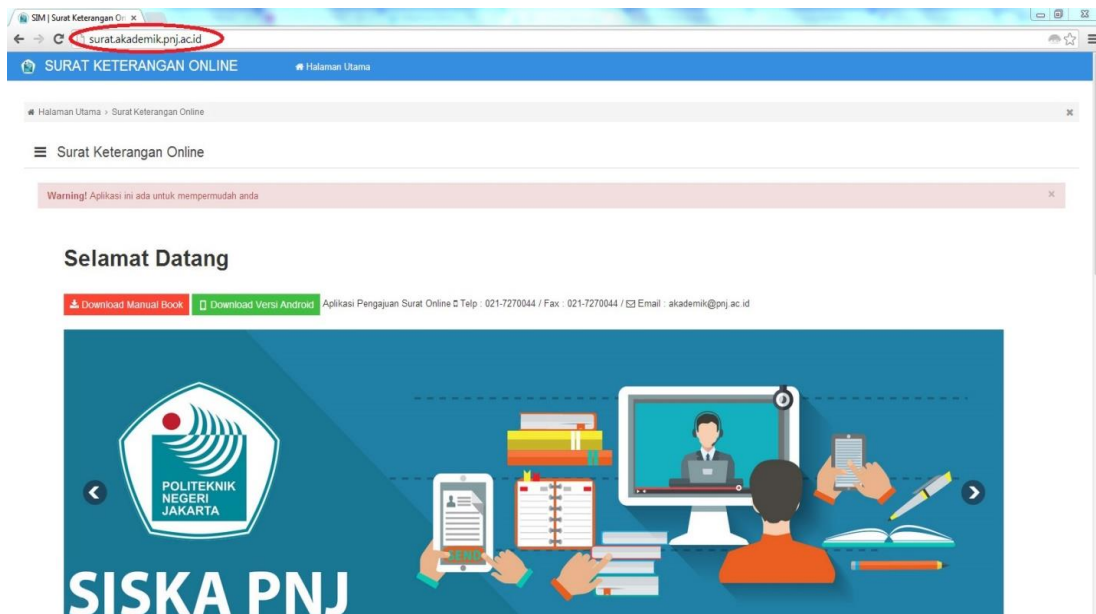 SIM | Surat Keterangan On
surat.akademik.pnj.ac.id
SURAT KETERANGAN ONLINE Halaman Utama
Halaman Utama › Surat Keterangan Online
Surat Keterangan Online
Warning! Aplikasi ini ada untuk mempermudah anda
Selamat Datang
Download Manual Book Download Versi Android Aplikasi Pengajuan Surat Online Telp : 021-7270044 / Fax : 021-7270044 / Email : akademik@pnj.ac.id
POLITEKNIK
NEGERI
JAKARTA
SEND
SISKA PNJ